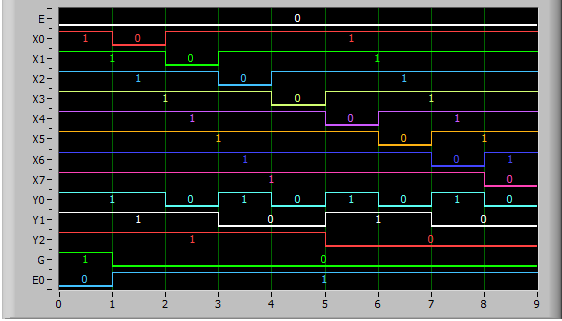 E 0
X0 1 0 1
X1 1 0 1
X2 1 0 1
X3 1 0 1
X4 1 0 1
X5 1 0 1
X6 1 0 1
X7 1 0
Y0 1 0 1 0 1 0 1 0
Y1 1 0 1 0
Y2 1 0
G 1 0
E0 0 1
0 1 2 3 4 5 6 7 8 9